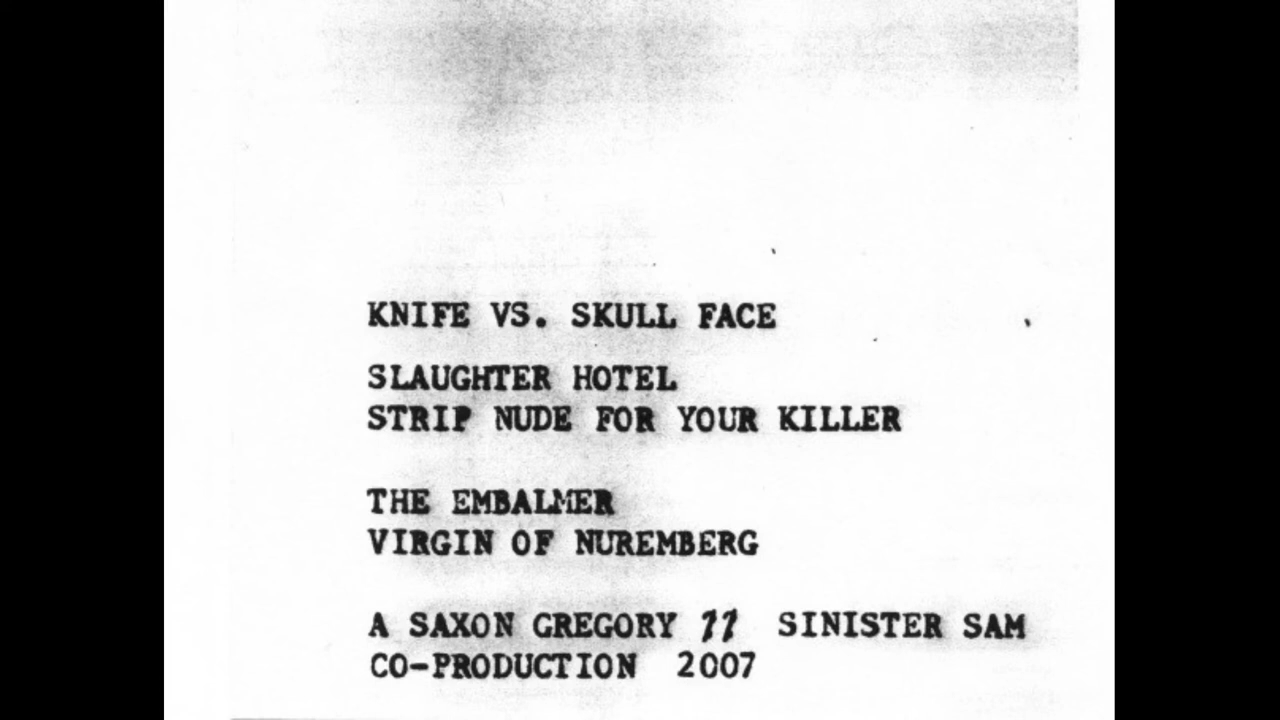 KNIFE VS. SKULL FACE
SLAUGHTER HOTEL
STRIP NUDE FOR YOUR KILLER
THE EMBALMER
VIRGIN OF NUREMBERG
A SAXON GREGORY 11 SINISTER SAM
CO-PRODUCTION 2007